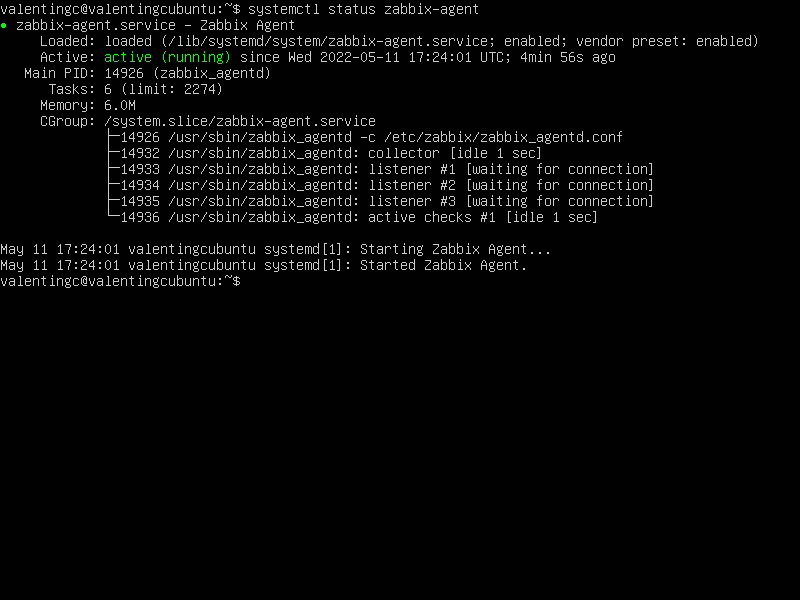 valentingc@valentingcubuntu:~$ systemctl status zabbix-agent
● zabbix-agent.service - Zabbix Agent
     Loaded: loaded (/lib/systemd/system/zabbix-agent.service; enabled; vendor preset: enabled)
     Active: active (running) since Wed 2022-05-11 17:24:01 UTC; 4min 56s ago
   Main PID: 14926 (zabbix_agentd)
      Tasks: 6 (limit: 2274)
     Memory: 6.0M
     CGroup: /system.slice/zabbix-agent.service
             ├─14926 /usr/sbin/zabbix_agentd -c /etc/zabbix/zabbix_agentd.conf
             ├─14932 /usr/sbin/zabbix_agentd: collector [idle 1 sec]
             ├─14933 /usr/sbin/zabbix_agentd: listener #1 [waiting for connection]
             ├─14934 /usr/sbin/zabbix_agentd: listener #2 [waiting for connection]
             ├─14935 /usr/sbin/zabbix_agentd: listener #3 [waiting for connection]
             └─14936 /usr/sbin/zabbix_agentd: active checks #1 [idle 1 sec]

May 11 17:24:01 valentingcubuntu systemd[1]: Starting Zabbix Agent...
May 11 17:24:01 valentingcubuntu systemd[1]: Started Zabbix Agent.
valentingc@valentingcubuntu:~$